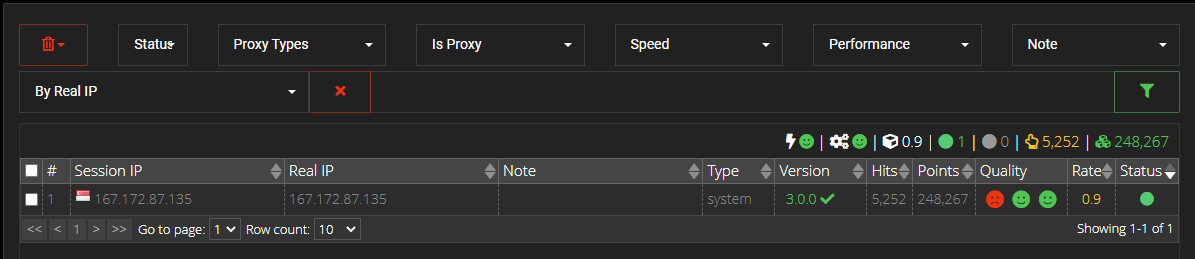 Status Proxy Types Is Proxy Speed Performance Note
By Real IP
| 0.9 | 1 | 0 | 5,252 | 248,267
# Session IP Real IP Note Type Version Hits Points Quality Rate Status
1 167.172.87.135 167.172.87.135 system 3.0.0 5,252 248,267 0.9
<< < 1 > >> Go to page: 1 Row count: 10 Showing 1-1 of 1